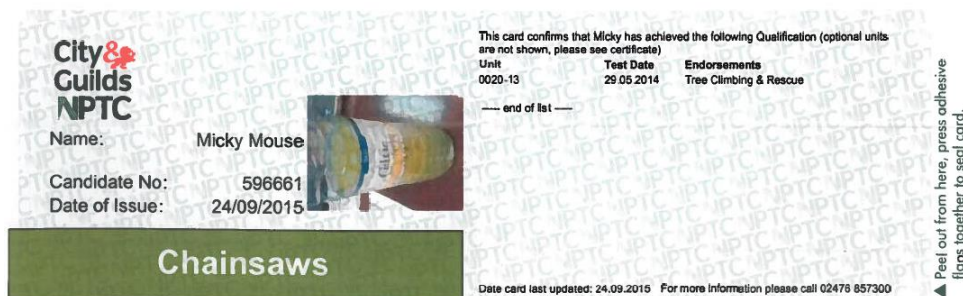 City&
Guilds
NPTC
Name: Micky Mouse
Candidate No: 596661
Date of Issue: 24/09/2015
Chainsaws
This card confirms that Micky has achieved the following Qualification (optional units
are not shown, please see certificate)
Unit Test Date Endorsements
0020-13 29.05.2014 Tree Climbing & Rescue
---- end of list ----
Date card last updated: 24.09.2015 For more information please call 02476 857300
▲ Peel out from here, press adhesive
flaps together to seal card.